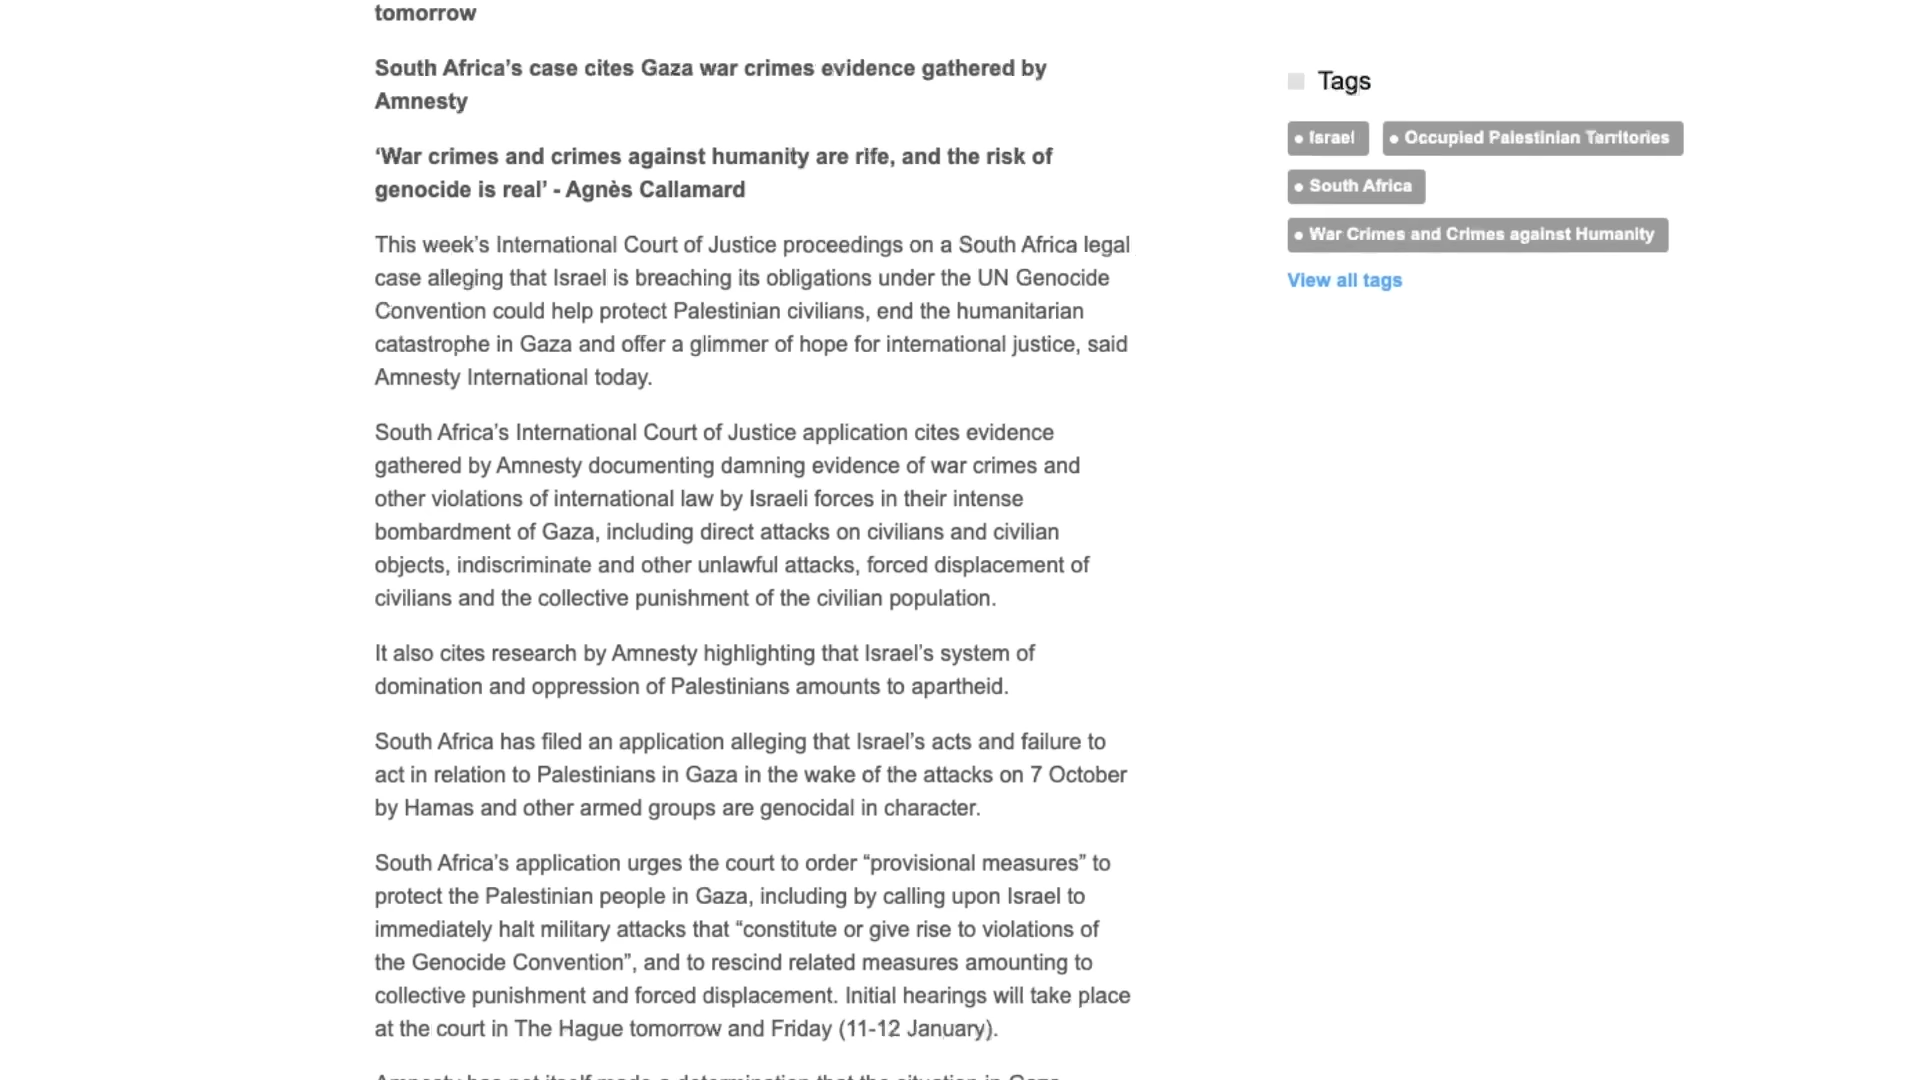 tomorrow
South Africa’s case cites Gaza war crimes evidence gathered by
Amnesty
‘War crimes and crimes against humanity are rife, and the risk of
genocide is real’ - Agnès Callamard
This week’s International Court of Justice proceedings on a South Africa legal
case alleging that Israel is breaching its obligations under the UN Genocide
Convention could help protect Palestinian civilians, end the humanitarian
catastrophe in Gaza and offer a glimmer of hope for international justice, said
Amnesty International today.
South Africa’s International Court of Justice application cites evidence
gathered by Amnesty documenting damning evidence of war crimes and
other violations of international law by Israeli forces in their intense
bombardment of Gaza, including direct attacks on civilians and civilian
objects, indiscriminate and other unlawful attacks, forced displacement of
civilians and the collective punishment of the civilian population.
It also cites research by Amnesty highlighting that Israel’s system of
domination and oppression of Palestinians amounts to apartheid.
South Africa has filed an application alleging that Israel’s acts and failure to
act in relation to Palestinians in Gaza in the wake of the attacks on 7 October
by Hamas and other armed groups are genocidal in character.
South Africa’s application urges the court to order “provisional measures” to
protect the Palestinian people in Gaza, including by calling upon Israel to
immediately halt military attacks that “constitute or give rise to violations of
the Genocide Convention”, and to rescind related measures amounting to
collective punishment and forced displacement. Initial hearings will take place
at the court in The Hague tomorrow and Friday (11-12 January).
Amnesty has not itself made a determination that the situation in Gaza
Tags
• Israel
• Occupied Palestinian Territories
• South Africa
• War Crimes and Crimes against Humanity
View all tags